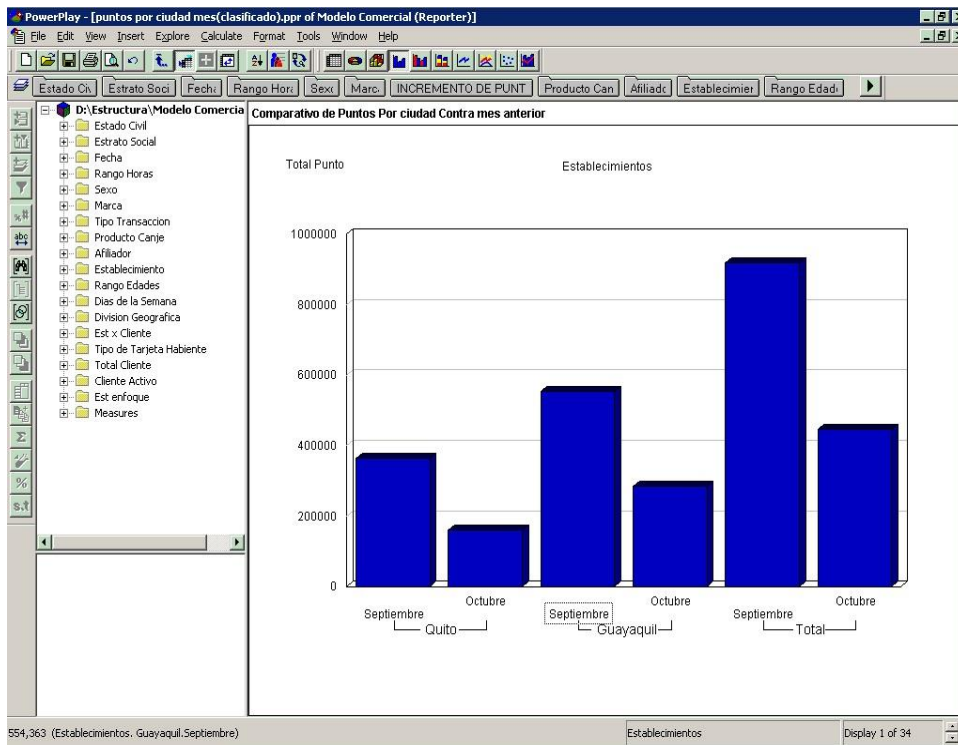 PowerPlay - [puntos por ciudad mes(clasificado).ppr of Modelo Comercial (Reporter)]
File Edit View Insert Explore Calculate Format Tools Window Help
Estado Civ Estrato Soci Fecha Rango Hora Sexo Marca INCREMENTO DE PUNT Producto Can Afiliado Establecimien Rango Edade
D:\Estructura\Modelo Comercia
Estado Civil
Estrato Social
Fecha
Rango Horas
Sexo
Marca
Tipo Transaccion
Producto Canje
Afiliador
Establecimiento
Rango Edades
Dias de la Semana
Division Geografica
Est x Cliente
Tipo de Tarjeta Habiente
Total Cliente
Cliente Activo
Est enfoque
Measures
Comparativo de Puntos Por ciudad Contra mes anterior
Total Punto Establecimientos
1000000
800000
600000
400000
200000
0
Septiembre Octubre Septiembre Octubre Septiembre Octubre
Quito Guayaquil Total
554,363 (Establecimientos. Guayaquil.Septiembre) Establecimientos Display 1 of 34